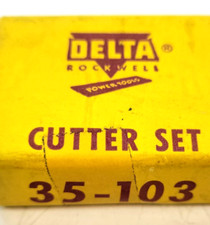 DELTA ®
ROCKWELL
POWER TOOLS
CUTTER SET
35-103